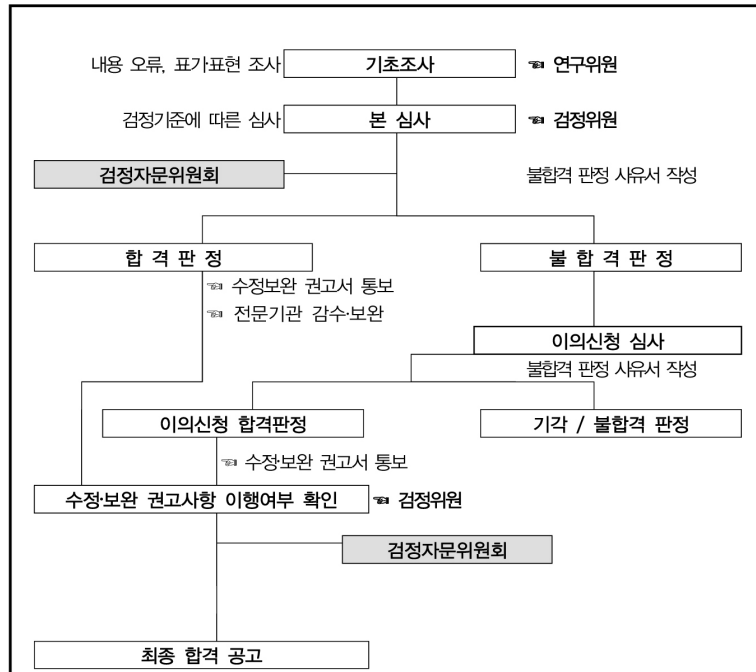 내용 오류, 표가·표현 조사 기초조사 ☜ 연구위원
검정기준에 따른 심사 본 심사 ☜ 검정위원
검정자문위원회 불합격 판정 사유서 작성
합 격 판 정 불 합 격 판 정
☜ 수정·보완 권고서 통보
☜ 전문기관 감수·보완
이의신청 심사
불합격 판정 사유서 작성
이의신청 합격판정 기각 / 불합격 판정
☜ 수정·보완 권고서 통보
수정·보완 권고사항 이행여부 확인 ☜ 검정위원
검정자문위원회
최종 합격 공고